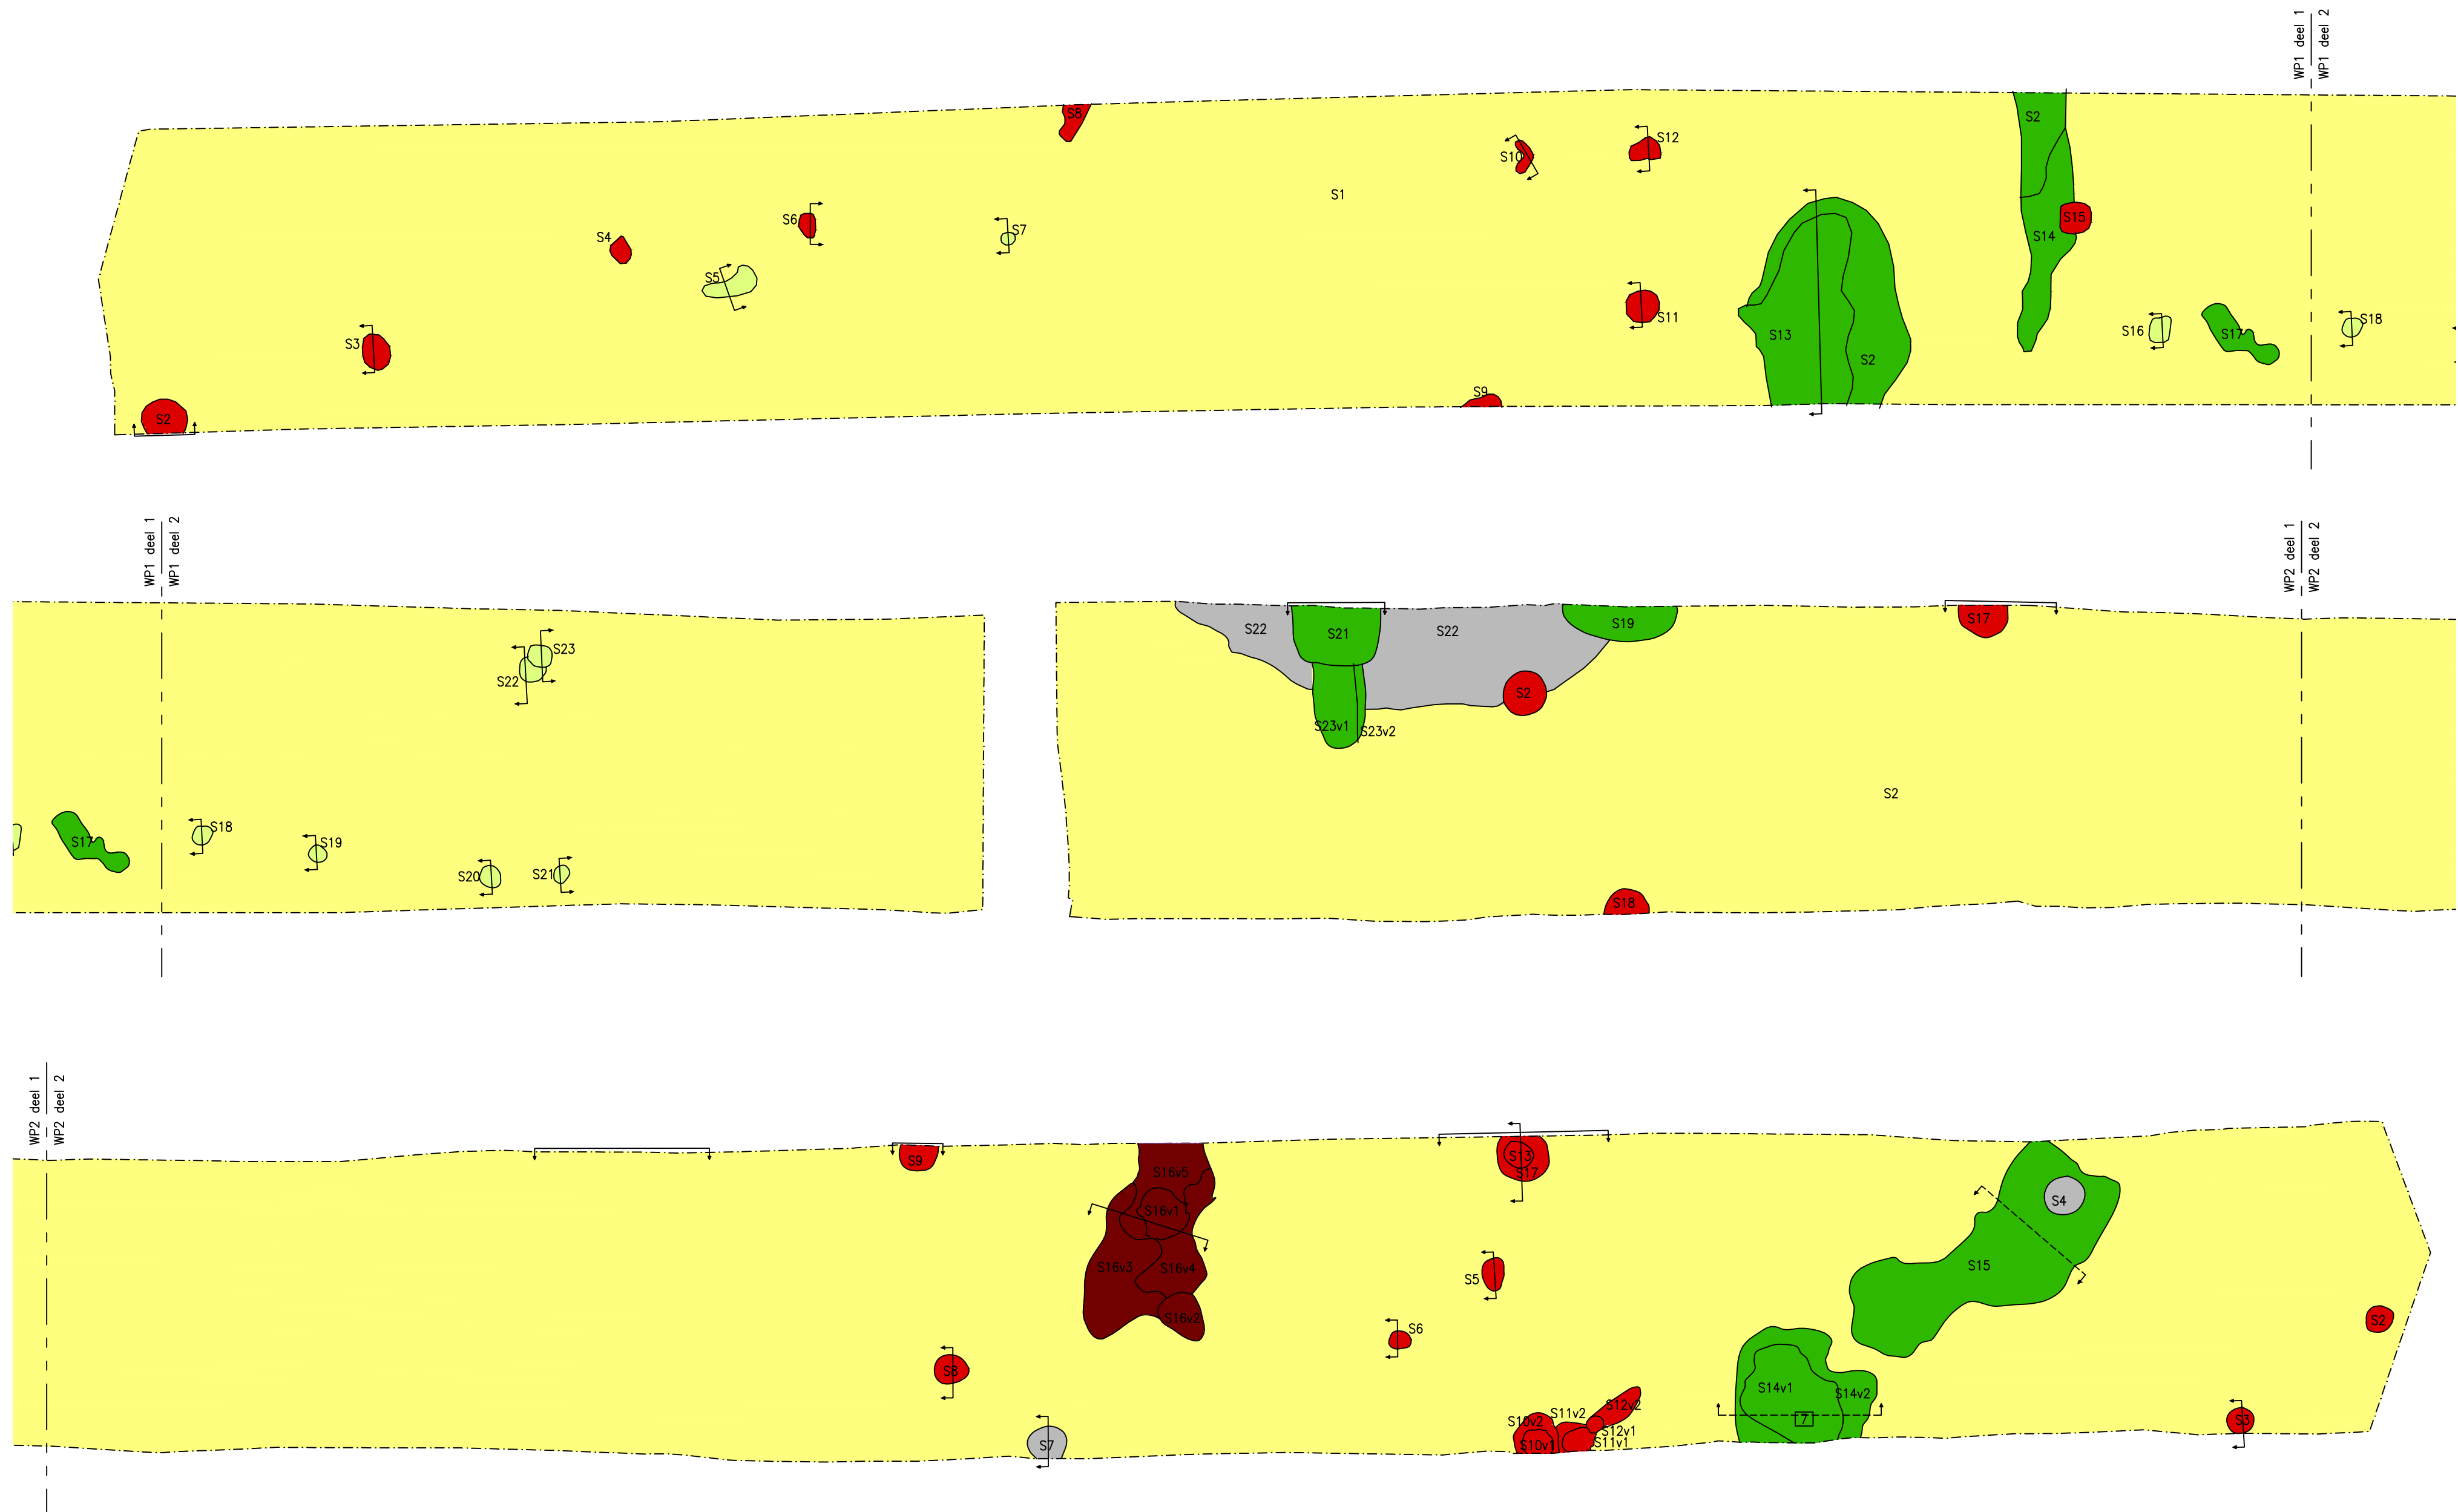 WP1 deel 1
WP1 deel 2
S8
S2
S12
S10
S1
S6
S15
S4
S7
S14
S5
S11
S13
S16
S17
S18
S3
S2
S9
S2
WP1 deel 1
WP1 deel 2
WP2 deel 1
WP2 deel 2
S22
S21
S22
S19
S17
S23
S22
S2
S23v1
S23v2
S2
S17
S18
S19
S20
S21
S18
WP2 deel 1
WP2 deel 2
S9
S16v5
S13
S17
S4
S16v1
S16v3
S16v4
S5
S15
S16v2
S6
S2
S8
S14v1
S14v2
S12v2
S11v2
S10v2
7
S3
S12v1
S7
S10v1
S11v1